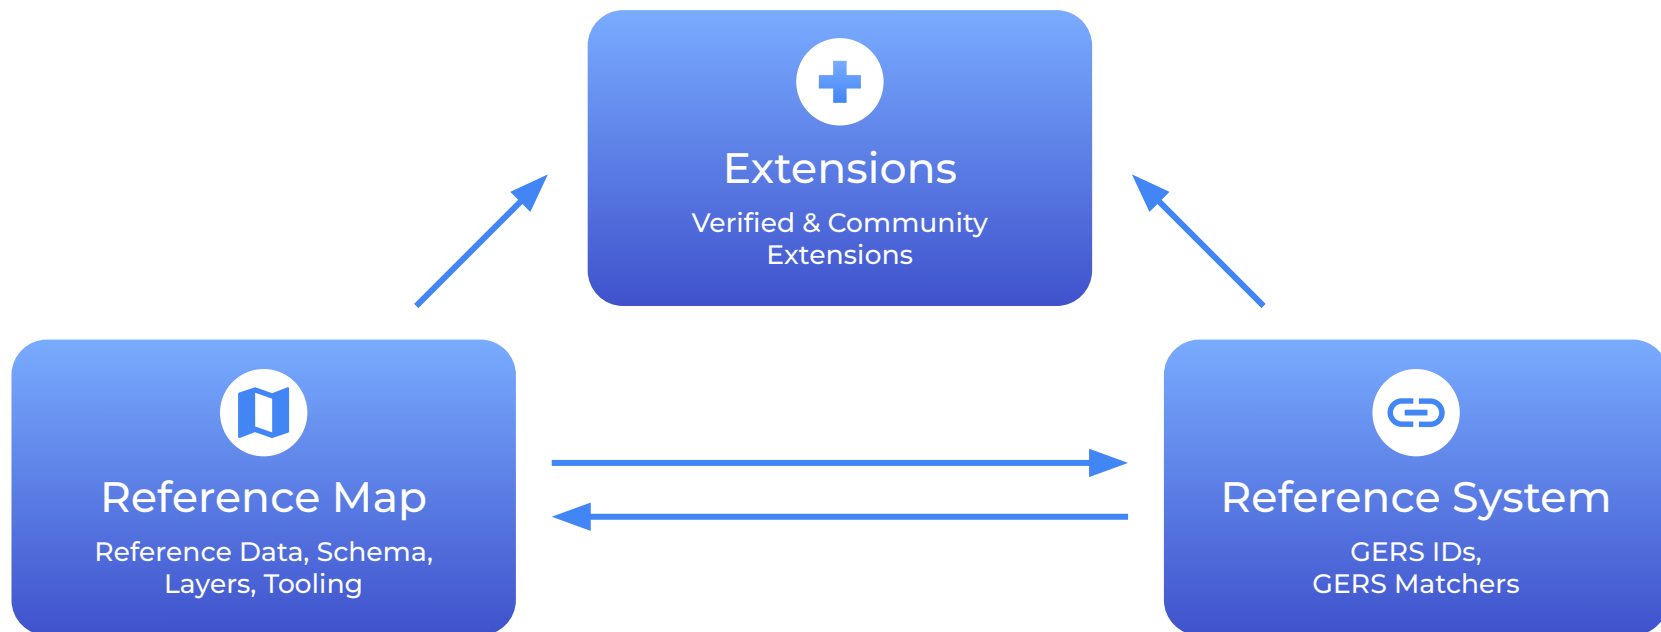 Extensions
Verified & Community
Extensions
Reference Map
Reference Data, Schema,
Layers, Tooling
Reference System
GERS IDs,
GERS Matchers